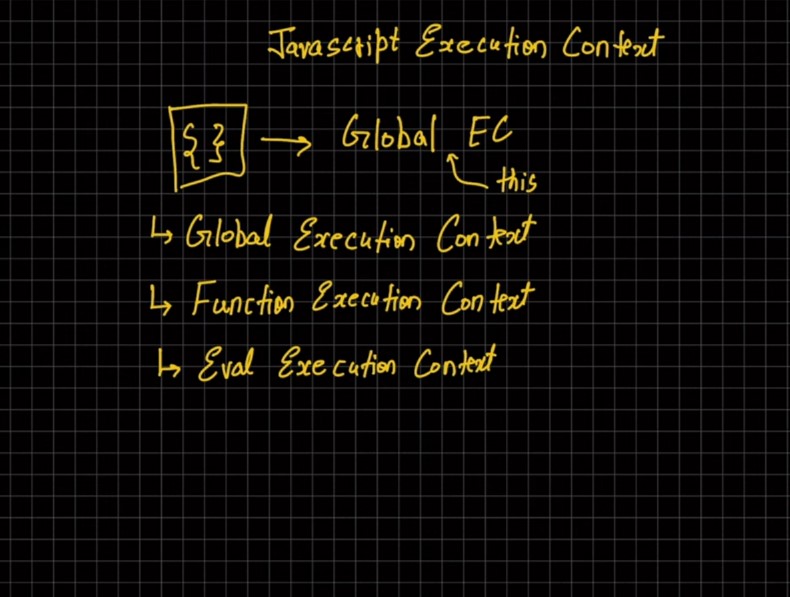 Javascript Execution Context
{ } → Global EC
this
↳ Global Execution Context
↳ Function Execution Context
↳ Eval Execution Context